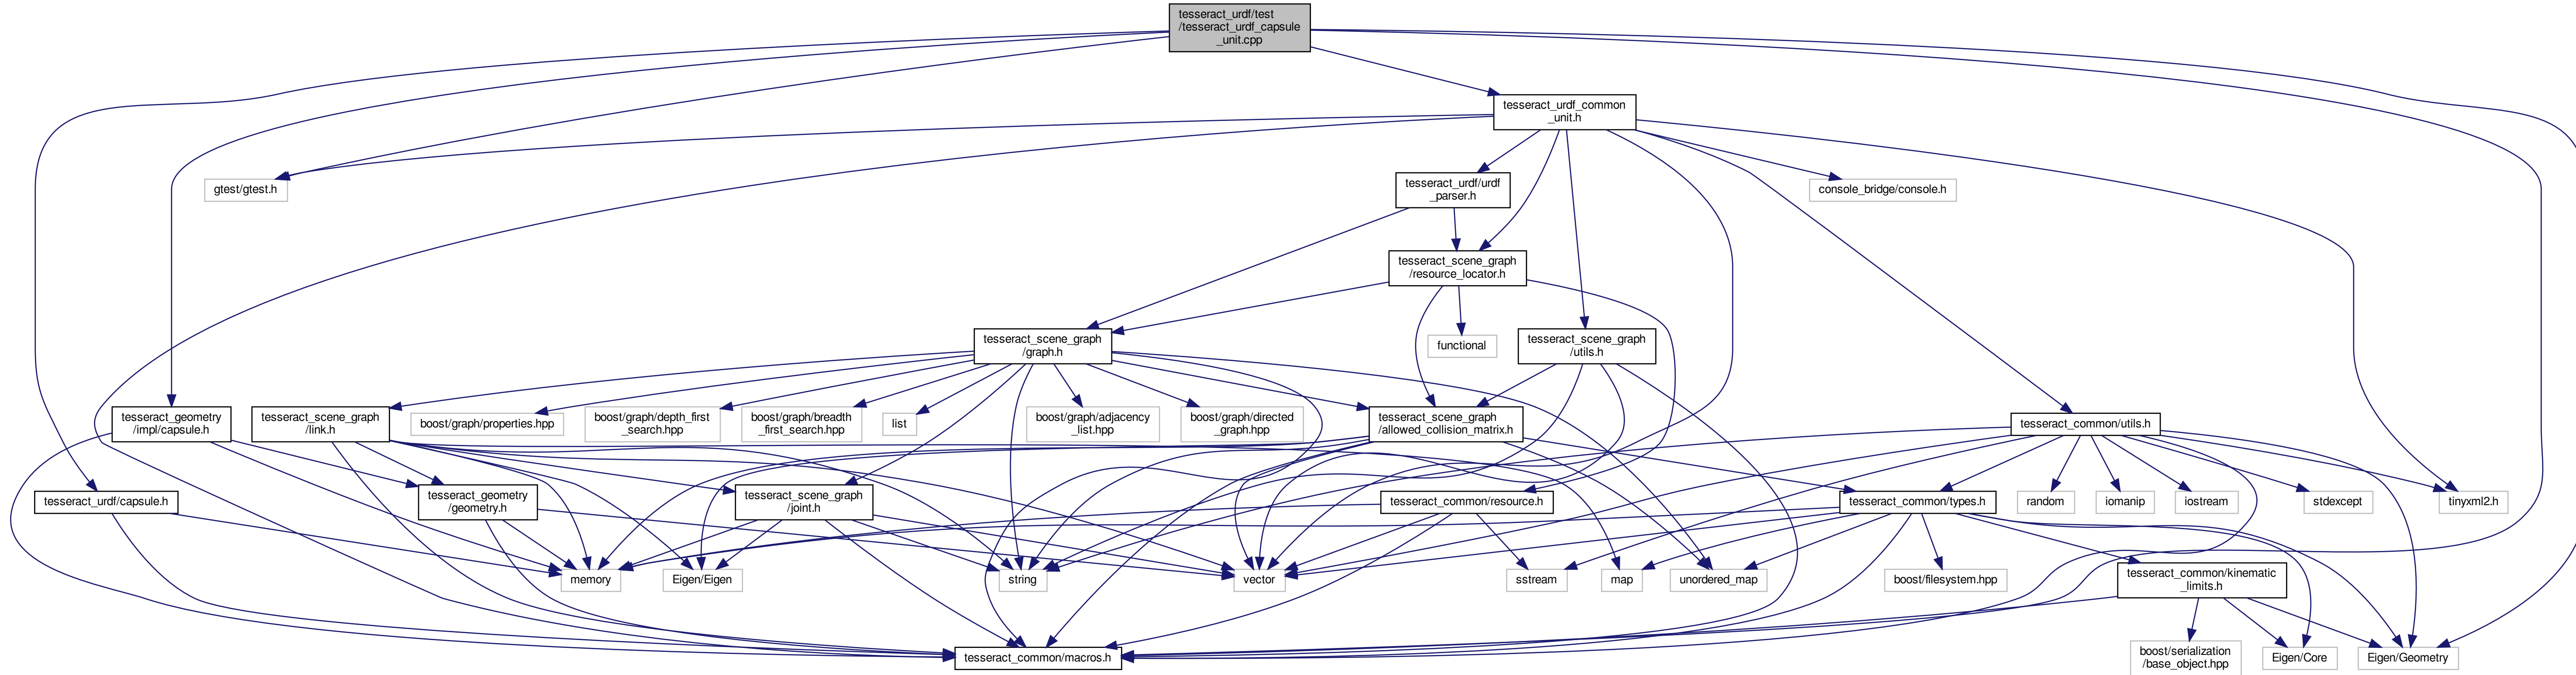 tesseract_urdf/test
/tesseract_urdf_capsule
_unit.cpp
tesseract_urdf_common
_unit.h
gtest/gtest.h
tesseract_urdf/urdf
_parser.h
console_bridge/console.h
tesseract_scene_graph
/resource_locator.h
tesseract_scene_graph
/graph.h
functional
tesseract_scene_graph
/utils.h
tesseract_geometry
/impl/capsule.h
tesseract_scene_graph
/link.h
boost/graph/properties.hpp
boost/graph/depth_first
_search.hpp
boost/graph/breadth
_first_search.hpp
list
boost/graph/adjacency
_list.hpp
boost/graph/directed
_graph.hpp
tesseract_scene_graph
/allowed_collision_matrix.h
tesseract_common/utils.h
tesseract_urdf/capsule.h
tesseract_geometry
/geometry.h
tesseract_scene_graph
/joint.h
tesseract_common/resource.h
tesseract_common/types.h
random
iomanip
iostream
stdexcept
tinyxml2.h
memory
Eigen/Eigen
string
vector
sstream
map
unordered_map
boost/filesystem.hpp
tesseract_common/kinematic
_limits.h
tesseract_common/macros.h
boost/serialization
/base_object.hpp
Eigen/Core
Eigen/Geometry